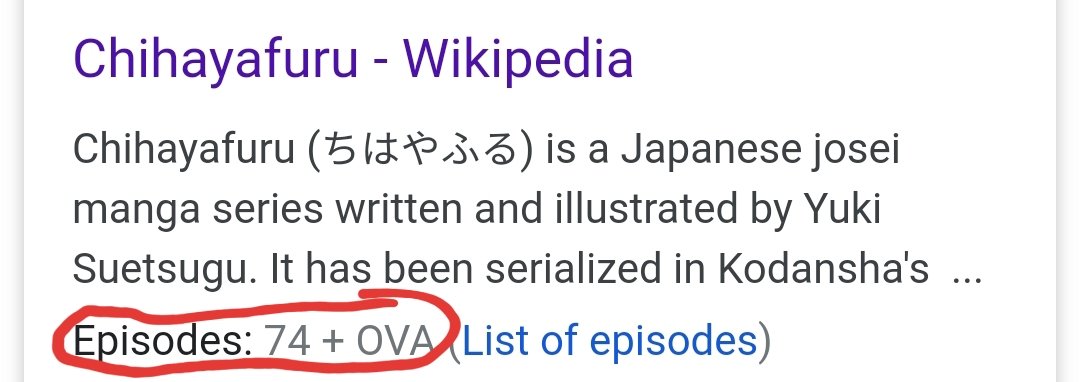 Chihayafuru - Wikipedia
Chihayafuru (ちはやふる) is a Japanese josei
manga series written and illustrated by Yuki
Suetsugu. It has been serialized in Kodansha's ...
Episodes: 74 + OVA (List of episodes)